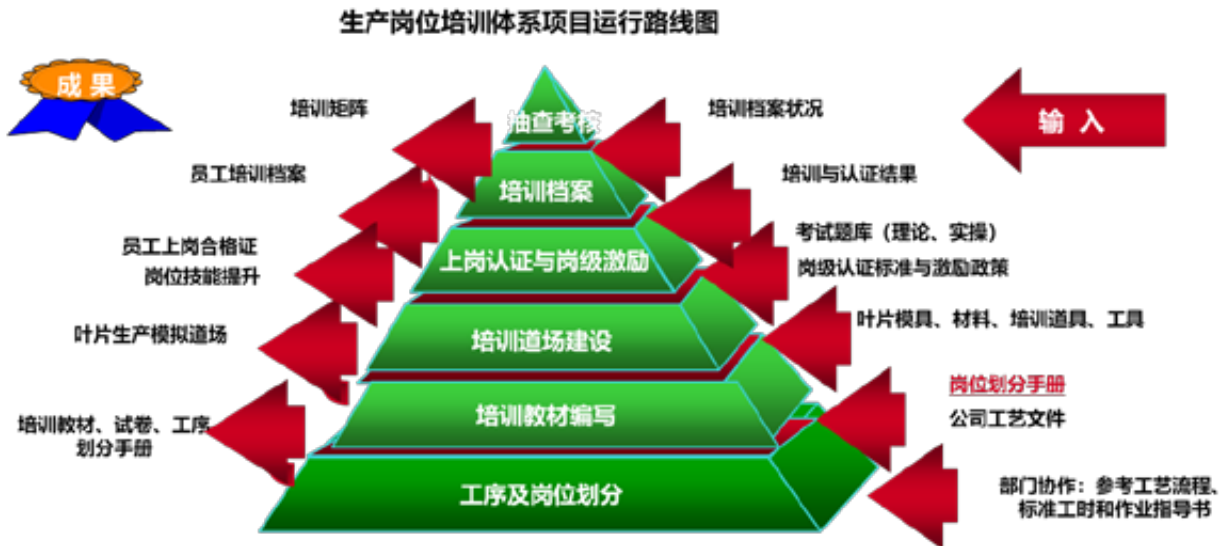 生产岗位培训体系项目运行路线图
成果
输入
培训矩阵
抽查考核
培训档案状况
员工培训档案
培训档案
培训与认证结果
员工上岗合格证
岗位技能提升
上岗认证与岗级激励
考试题库（理论、实操）
岗级认证标准与激励政策
叶片生产模拟道场
培训道场建设
叶片模具、材料、培训道具、工具
培训教材、试卷、工序
划分手册
培训教材编写
岗位划分手册
公司工艺文件
工序及岗位划分
部门协作：参考工艺流程、
标准工时和作业指导书